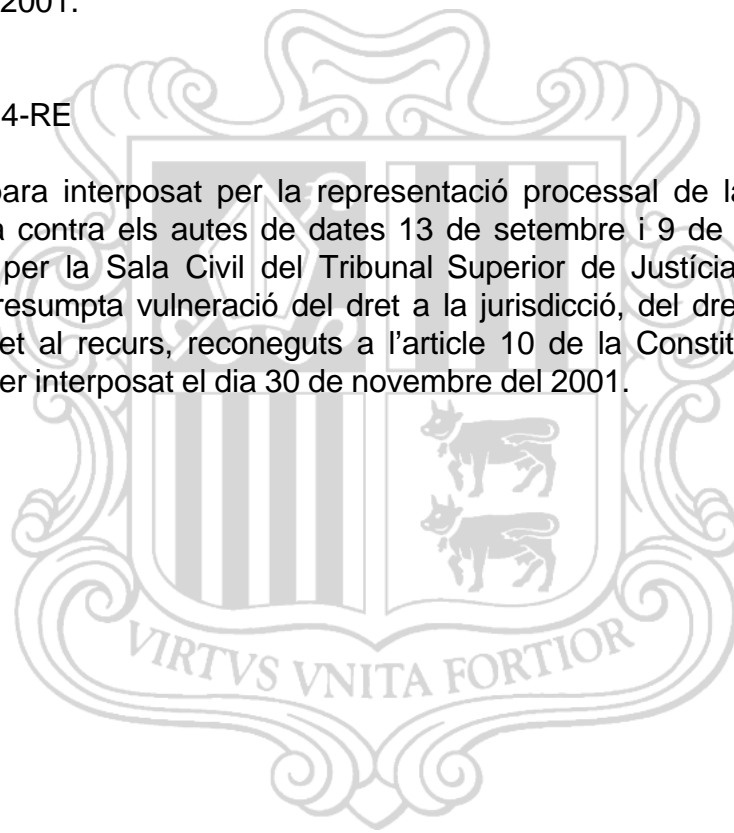 2001.
4-RE
para interposat per la representació processal de la
a contra els autes de dates 13 de setembre i 9 de
per la Sala Civil del Tribunal Superior de Justícia
resumpta vulneració del dret a la jurisdicció, del dre
et al recurs, reconeguts a l’article 10 de la Constit
er interposat el dia 30 de novembre del 2001.
VIRTVS VNITA FORTIOR